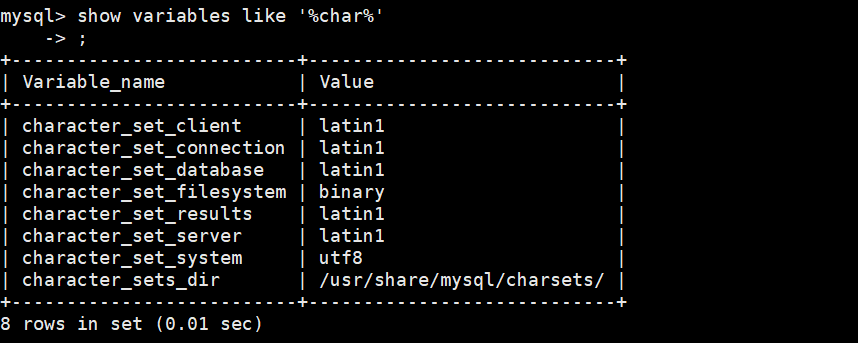 mysql> show variables like '%char%'
    -> ;
+--------------------------+----------------------------+
| Variable_name            | Value                      |
+--------------------------+----------------------------+
| character_set_client     | latin1                     |
| character_set_connection | latin1                     |
| character_set_database   | latin1                     |
| character_set_filesystem | binary                     |
| character_set_results    | latin1                     |
| character_set_server     | latin1                     |
| character_set_system     | utf8                       |
| character_sets_dir       | /usr/share/mysql/charsets/ |
+--------------------------+----------------------------+
8 rows in set (0.01 sec)